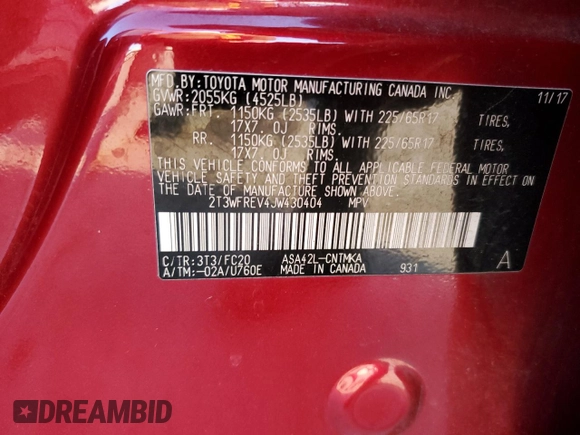 MFD.BY:TOYOTA MOTOR MANUFACTURING CANADA INC. 11/17
GVWR:2055KG (4525LB)
GAWR:FRT. 1150KG (2535LB) WITH 225/65R17 TIRES,
17X7.0J RIMS.
RR. 1150KG (2535LB) WITH 225/65R17 TIRES,
17X7.0J RIMS.
THIS VEHICLE CONFORMS TO ALL APPLICABLE FEDERAL MOTOR
VEHICLE SAFETY AND THEFT PREVENTION STANDARDS IN EFFECT ON
THE DATE OF MANUFACTURE SHOWN ABOVE.
2T3WFREV4JW430404 MPV
C/TR:3T3/FC20 ASA42L-CNTMKA
A/TM:-02A/U760E MADE IN CANADA 931 A
DREAMBID